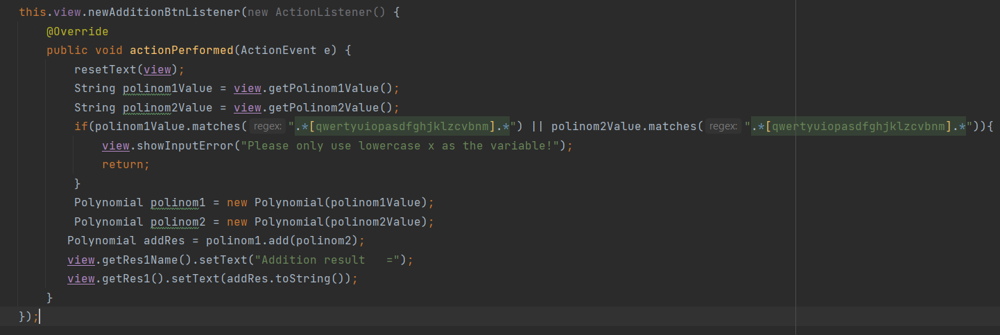 this.view.newAdditionBtnListener(new ActionListener() {
@Override
public void actionPerformed(ActionEvent e) {
resetText(view);
String polinom1Value = view.getPolinom1Value();
String polinom2Value = view.getPolinom2Value();
if(polinom1Value.matches( regex: ".*[qwertyuiopasdfghjklzcvbnm].*") || polinom2Value.matches( regex: ".*[qwertyuiopasdfghjklzcvbnm].*")){
view.showInputError("Please only use lowercase x as the variable!");
return;
}
Polynomial polinom1 = new Polynomial(polinom1Value);
Polynomial polinom2 = new Polynomial(polinom2Value);
Polynomial addRes = polinom1.add(polinom2);
view.getRes1Name().setText("Addition result   =");
view.getRes1().setText(addRes.toString());
}
});